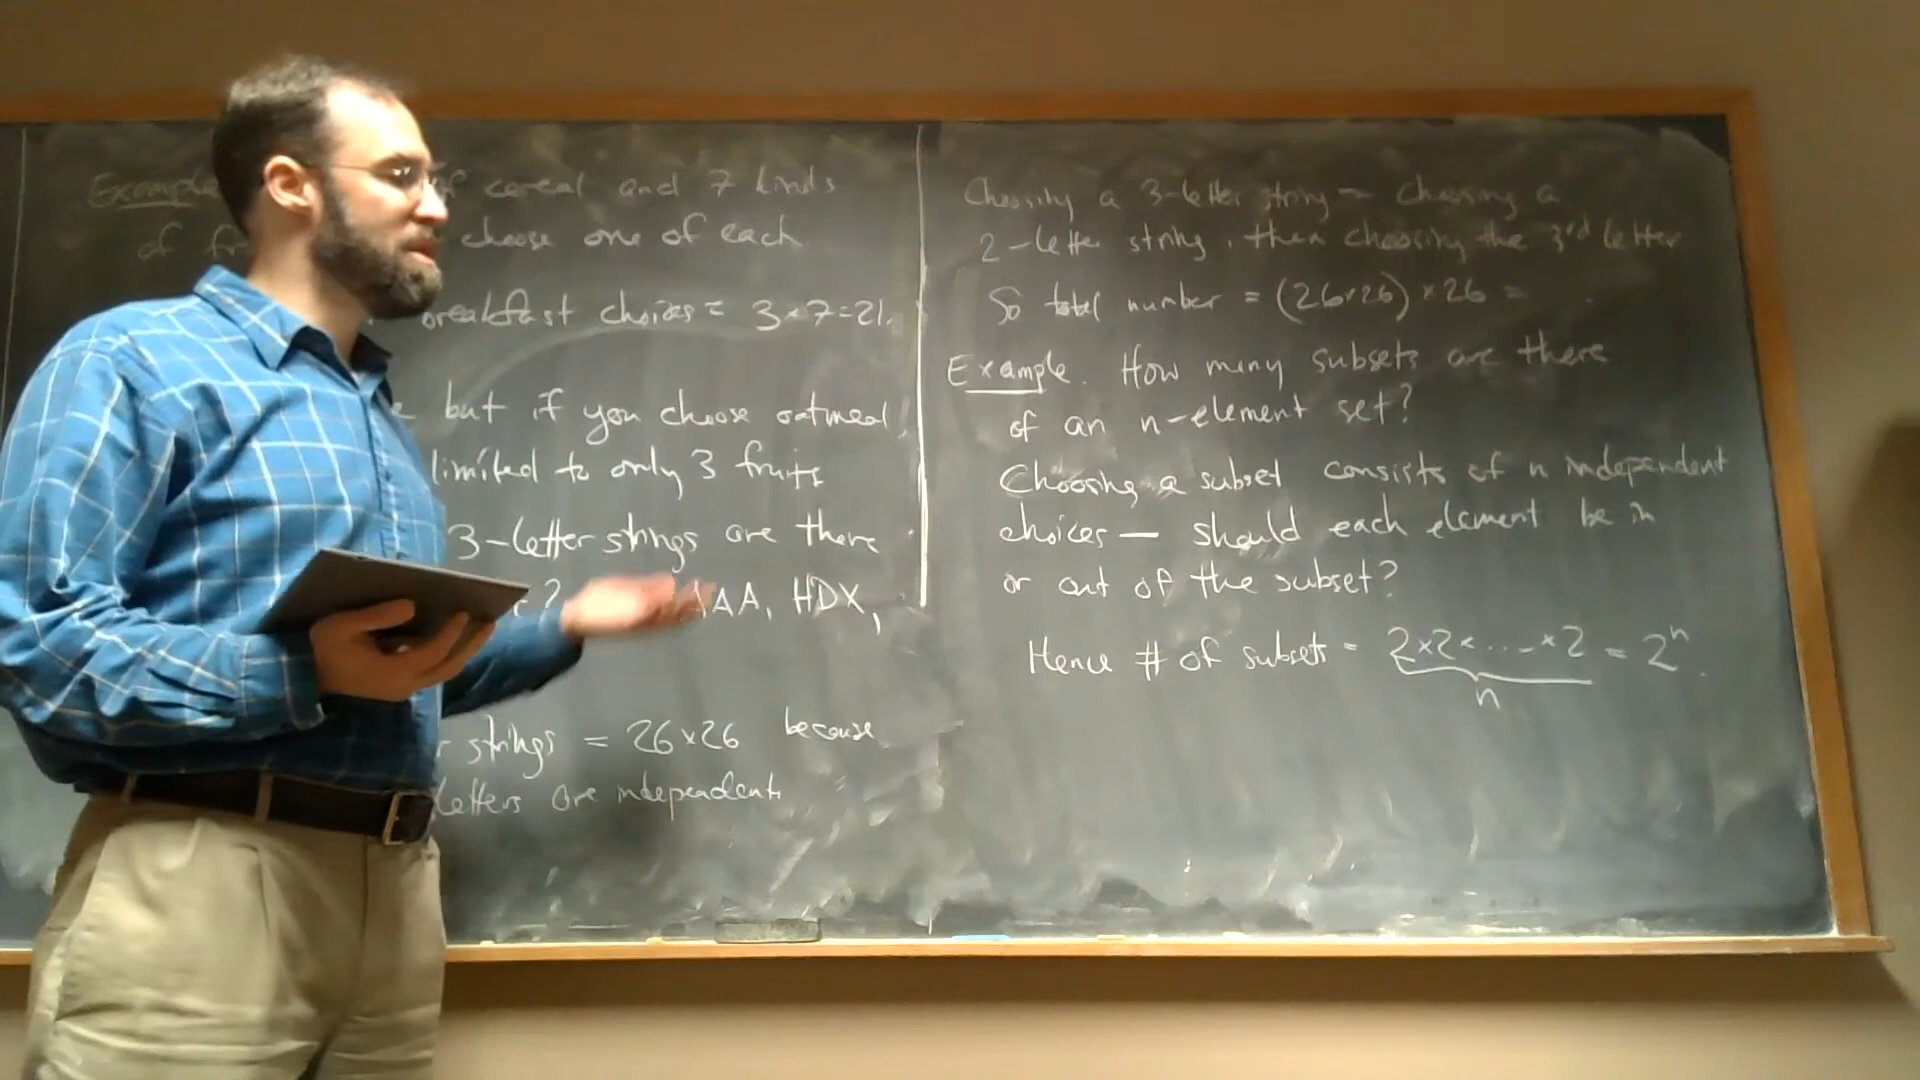 Example of cereal and 7 kinds
of choose one of each
breakfast choices = 3×7=21.
but if you choose oatmeal,
limited to only 3 fruits
3-letter strings are there
? AAA, HDX,
strings = 26×26 because
letters are independent.
Choosing a 3-letter string = choosing a
2-letter string, then choosing the 3rd letter
So total number = (26×26)×26 =
Example. How many subsets are there
of an n-element set?
Choosing a subset consists of n independent
choices — should each element be in
or out of the subset?
Hence # of subsets = 2×2×...×2 = 2ⁿ.
n